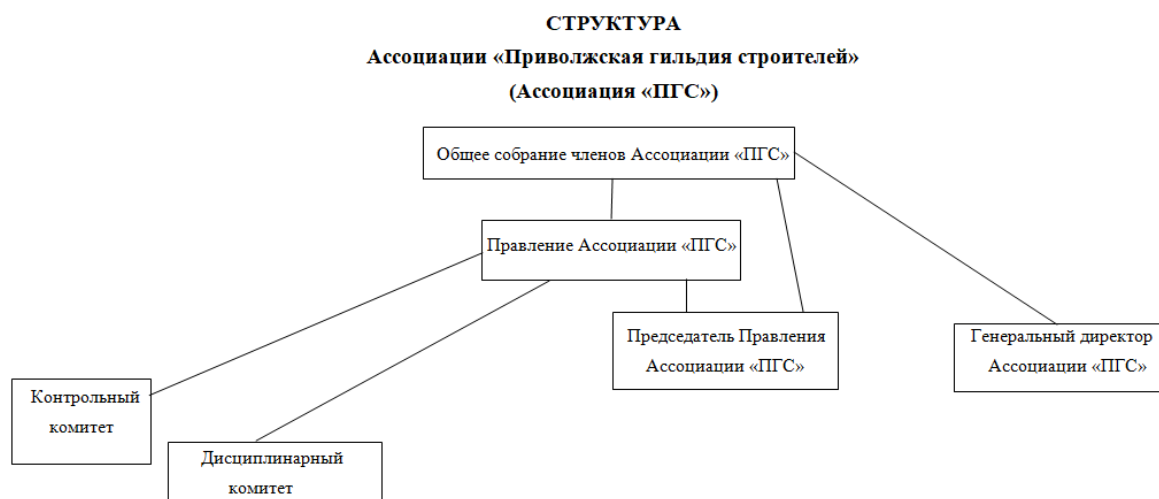 СТРУКТУРА
Ассоциации «Приволжская гильдия строителей»
(Ассоциация «ПГС»)
Общее собрание членов Ассоциации «ПГС»
Правление Ассоциации «ПГС»
Председатель Правления
Ассоциации «ПГС»
Генеральный директор
Ассоциации «ПГС»
Контрольный
комитет
Дисциплинарный
комитет